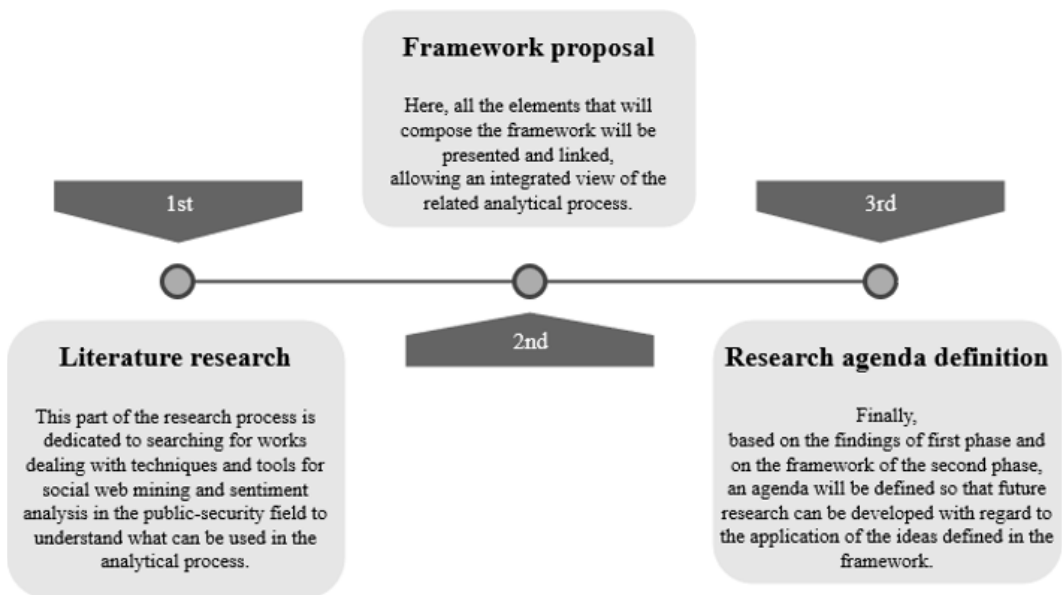 Framework proposal
Here, all the elements that will
compose the framework will be
presented and linked,
allowing an integrated view of the
related analytical process.
1st
3rd
2nd
Literature research
This part of the research process is
dedicated to searching for works
dealing with techniques and tools for
social web mining and sentiment
analysis in the public-security field to
understand what can be used in the
analytical process.
Research agenda definition
Finally,
based on the findings of first phase and
on the framework of the second phase,
an agenda will be defined so that future
research can be developed with regard to
the application of the ideas defined in the
framework.